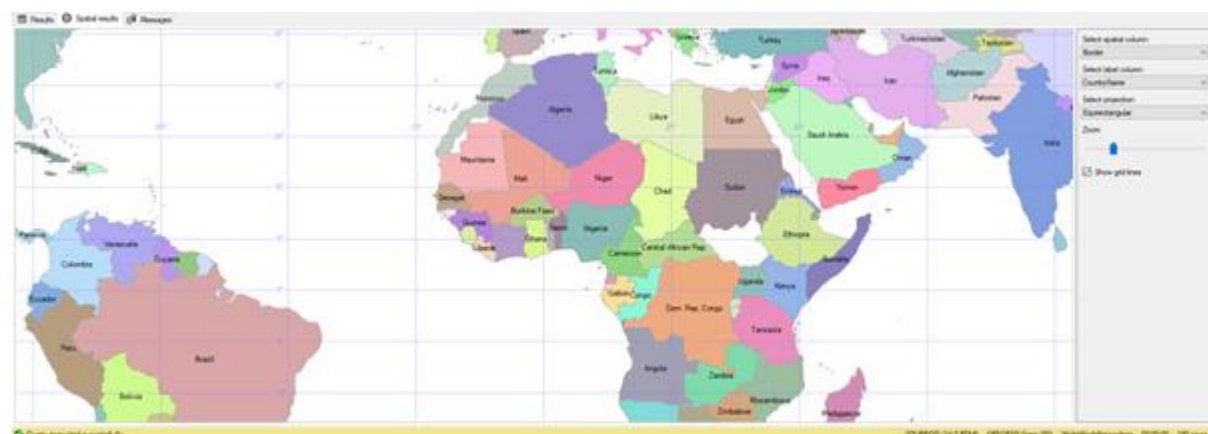 Results Spatial results Messages
Select spatial column
Border
Select label column
CountryName
Select projection
Equirectangular
Zoom
Show grid lines
Spain
Greece
Turkey
Turkmenistan
Tajikistan
Tunisia
Syria
Iraq
Iran
Afghanistan
Morocco
Jordan
Pakistan
Algeria
Libya
Egypt
Saudi Arabia
India
Mauritania
Mali
Niger
Chad
Sudan
Eritrea
Yemen
Oman
Haiti
Senegal
Burkina Faso
Guinea
Liberia
Ghana
Benin
Nigeria
Cameroon
Central African Rep.
Ethiopia
Somalia
Panama
Venezuela
Colombia
Guyana
Ecuador
Peru
Brazil
Bolivia
Gabon
Congo
Dem. Rep. Congo
Uganda
Kenya
Tanzania
Angola
Zambia
Zimbabwe
Mozambique
Madagascar